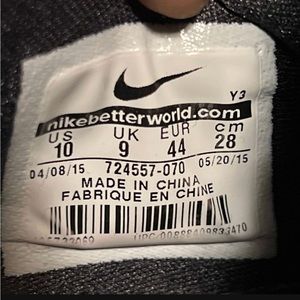 Y3
nikebetterworld.com
US UK EUR cm
10 9 44 28
04/08/15 724557-070 05/20/15
MADE IN CHINA
FABRIQUE EN CHINE